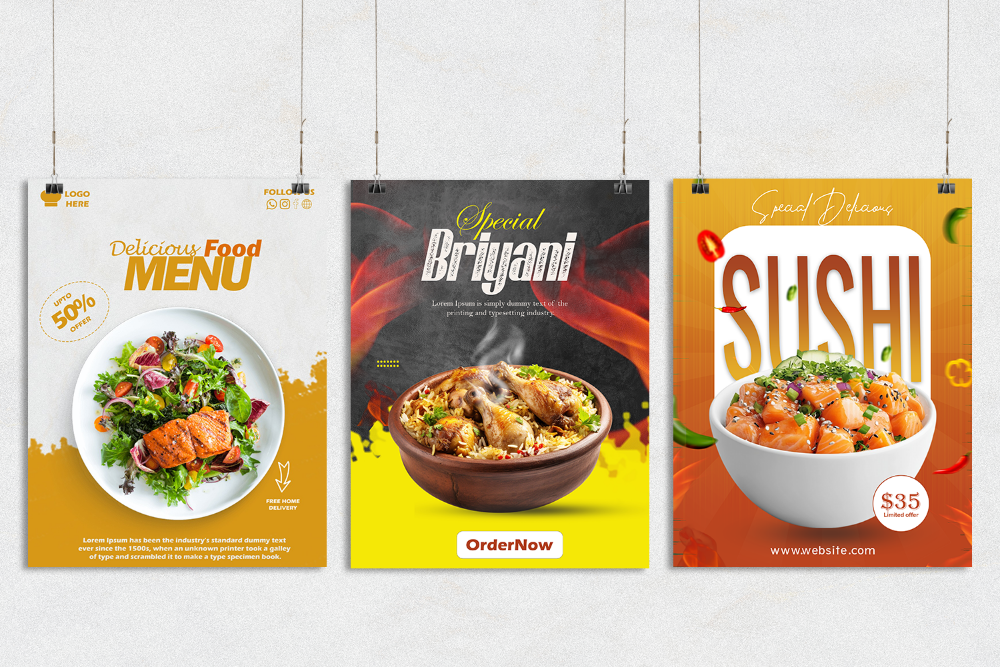 LOGO
HERE
FOLLOW US
Delicious Food
MENU
UPTO
50%
OFFER
FREE HOME
DELIVERY
Lorem Ipsum has been the industry's standard dummy text
ever since the 1500s, when an unknown printer took a galley
of type and scrambled it to make a type specimen book.
Special
Briyani
Lorem Ipsum is simply dummy text of the
printing and typesetting industry.
OrderNow
Special Delicious
SUSHI
$35
Limited offer
www.website.com